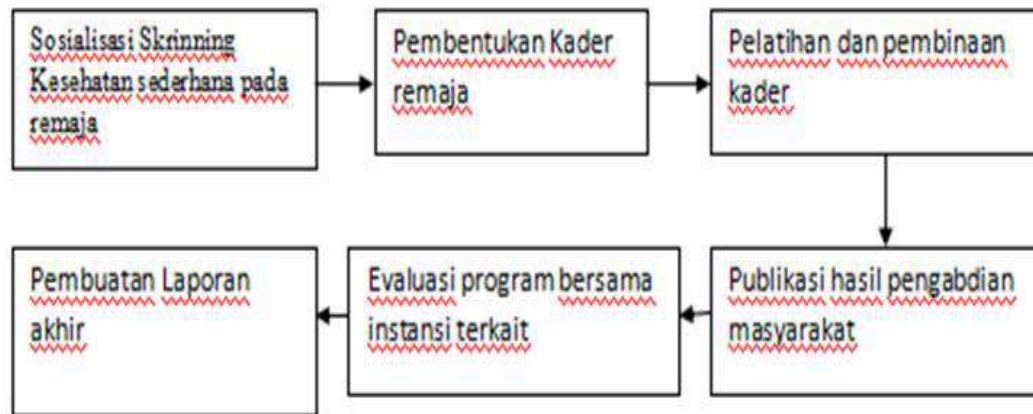 Sosialisasi Skrinning
Kesehatan sederhana pada
remaja
Pembentukan Kader
remaja
Pelatihan dan pembinaan
kader
Publikasi hasil pengabdian
masyarakat
Evaluasi program bersama
instansi terkait
Pembuatan Laporan
akhir